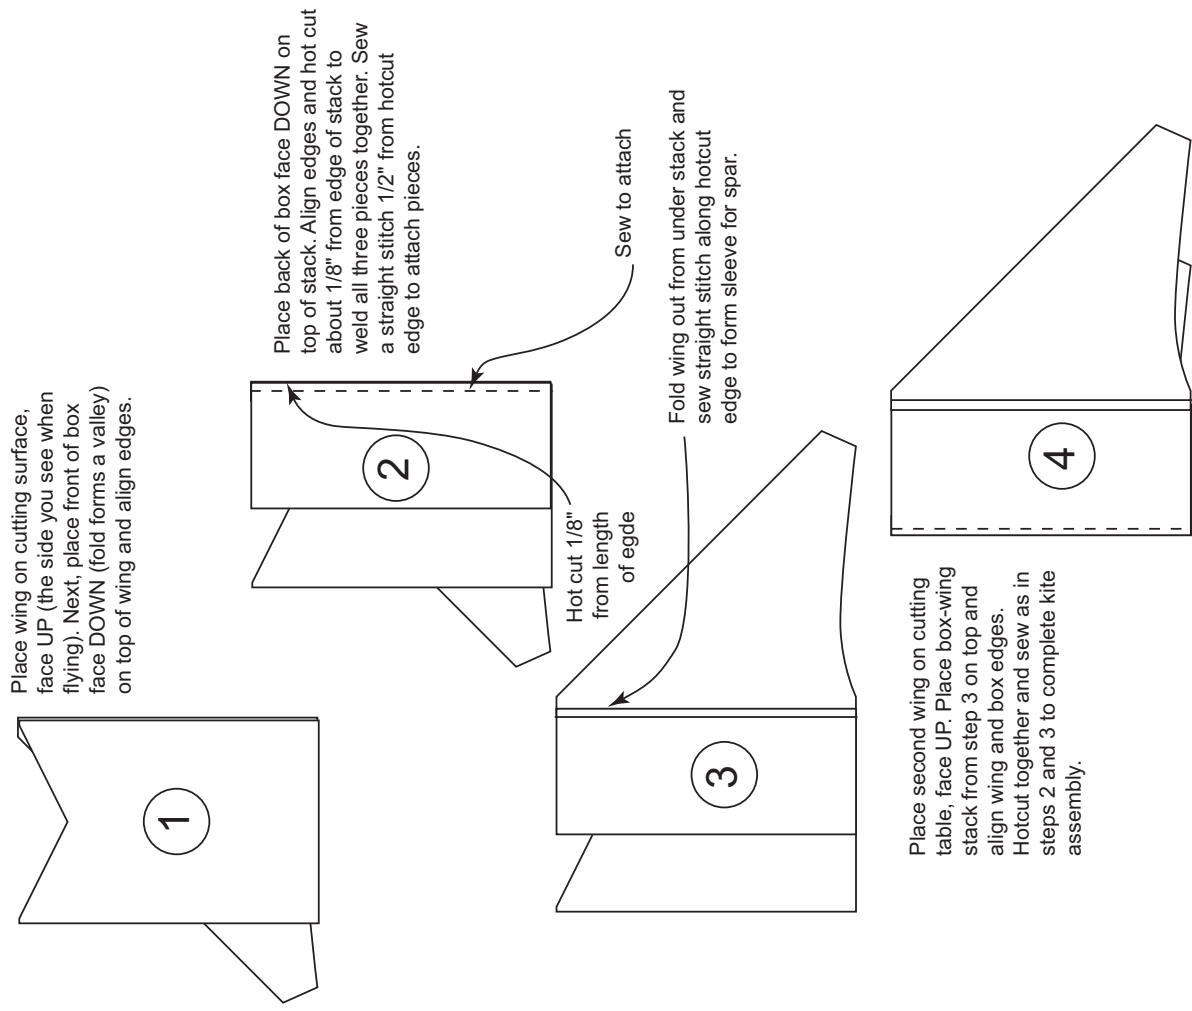 Place wing on cutting surface,
face UP (the side you see when
flying). Next, place front of box
face DOWN (fold forms a valley)
on top of wing and align edges.
1
Place back of box face DOWN on
top of stack. Align edges and hot cut
about 1/8" from edge of stack to
weld all three pieces together. Sew
a straight stitch 1/2" from hotcut
edge to attach pieces.
2
Sew to attach
Hot cut 1/8"
from length
of egde
Fold wing out from under stack and
sew straight stitch along hotcut
edge to form sleeve for spar.
3
Place second wing on cutting
table, face UP. Place box-wing
stack from step 3 on top and
align wing and box edges.
Hotcut together and sew as in
steps 2 and 3 to complete kite
assembly.
4